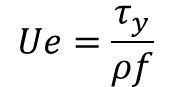 Ue = τy / ρf